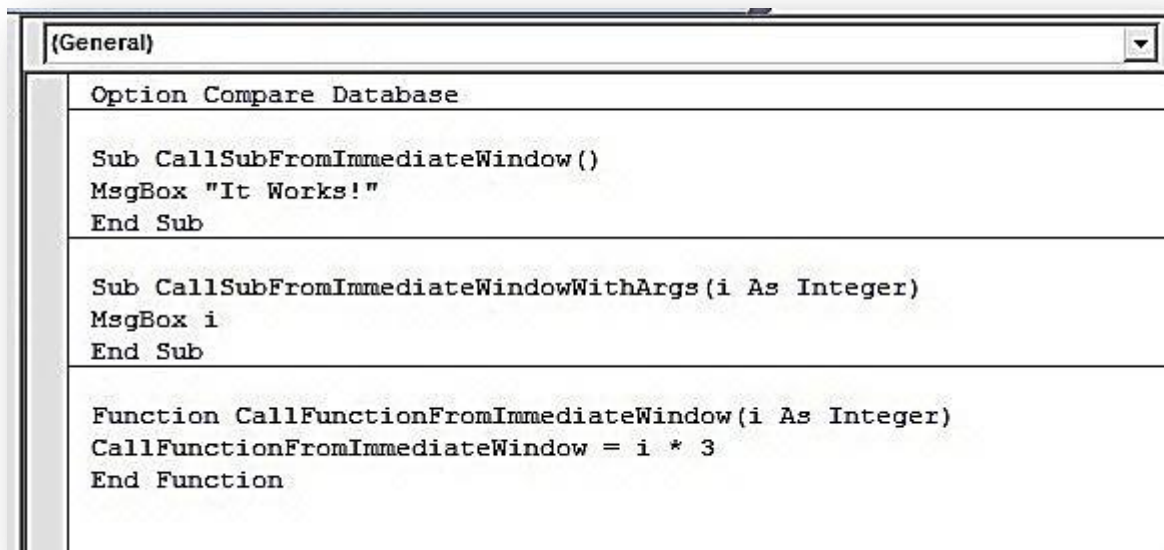 (General)
Option Compare Database
Sub CallSubFromImmediateWindow()
MsgBox "It Works!"
End Sub
Sub CallSubFromImmediateWindowWithArgs(i As Integer)
MsgBox i
End Sub
Function CallFunctionFromImmediateWindow(i As Integer)
CallFunctionFromImmediateWindow = i * 3
End Function